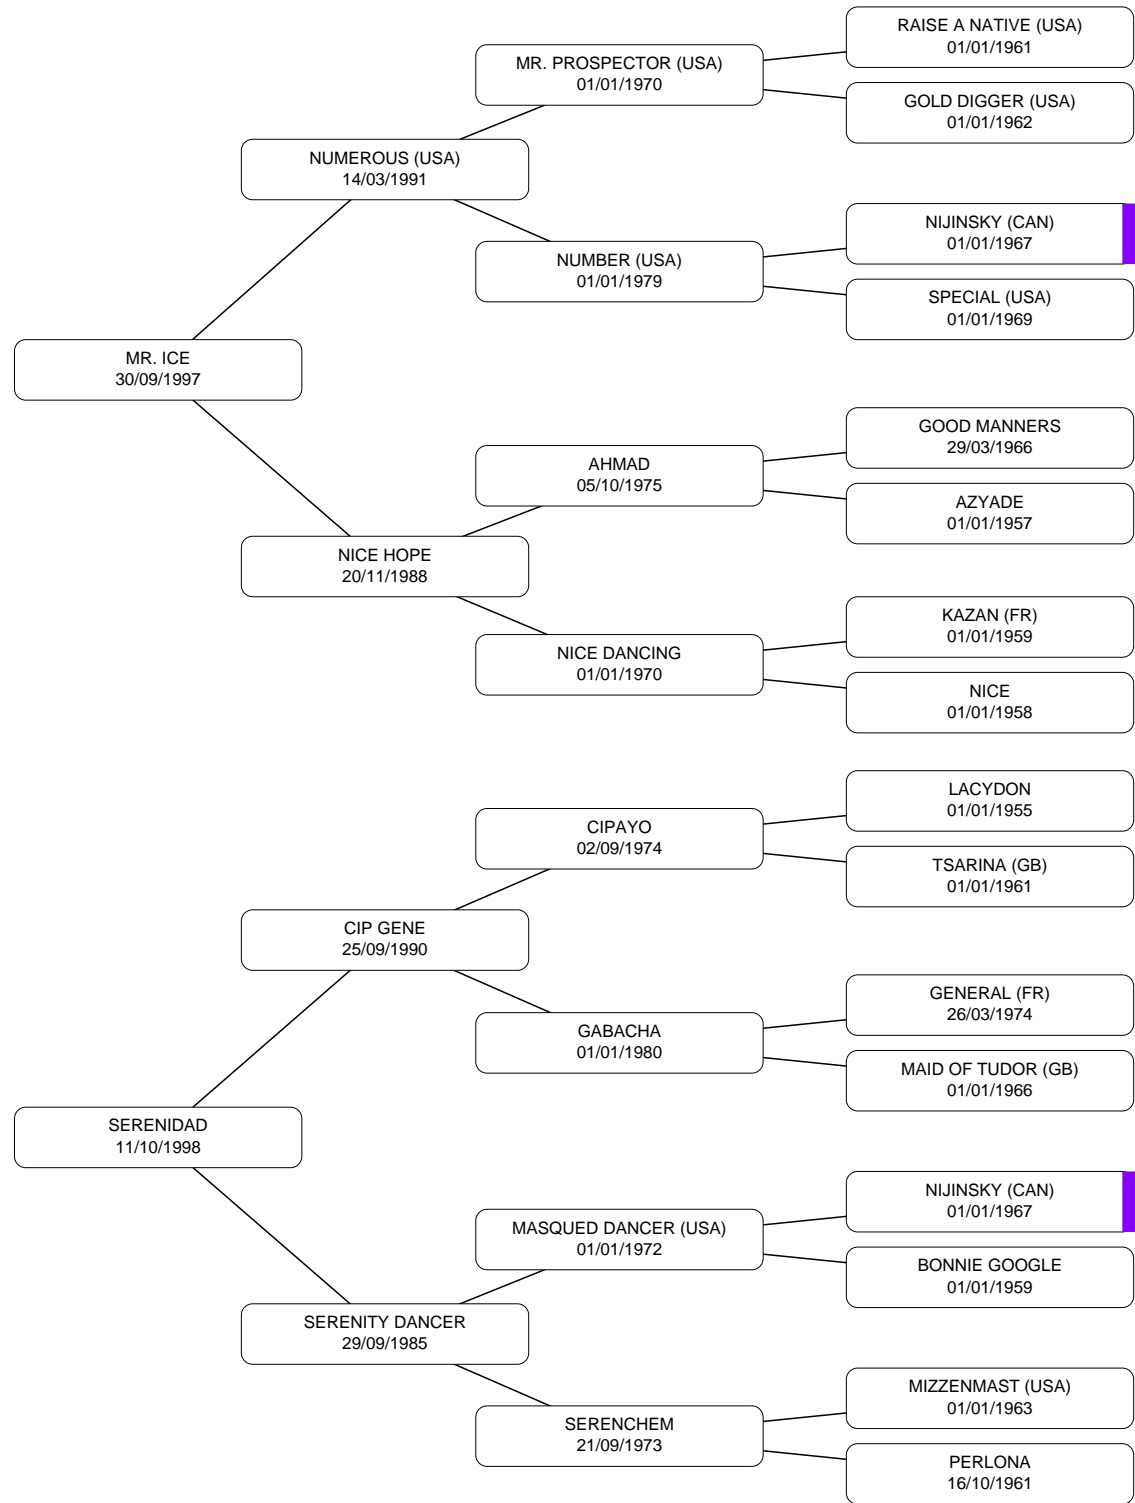 RAISE A NATIVE (USA)
01/01/1961
MR. PROSPECTOR (USA)
01/01/1970
GOLD DIGGER (USA)
01/01/1962
NUMEROUS (USA)
14/03/1991
NIJINSKY (CAN)
01/01/1967
NUMBER (USA)
01/01/1979
SPECIAL (USA)
01/01/1969
MR. ICE
30/09/1997
GOOD MANNERS
29/03/1966
AHMAD
05/10/1975
AZYADE
01/01/1957
NICE HOPE
20/11/1988
KAZAN (FR)
01/01/1959
NICE DANCING
01/01/1970
NICE
01/01/1958
LACYDON
01/01/1955
CIPAYO
02/09/1974
TSARINA (GB)
01/01/1961
CIP GENE
25/09/1990
GENERAL (FR)
26/03/1974
GABACHA
01/01/1980
MAID OF TUDOR (GB)
01/01/1966
SERENIDAD
11/10/1998
NIJINSKY (CAN)
01/01/1967
MASQUED DANCER (USA)
01/01/1972
BONNIE GOOGLE
01/01/1959
SERENITY DANCER
29/09/1985
MIZZENMAST (USA)
01/01/1963
SERENCHEM
21/09/1973
PERLONA
16/10/1961